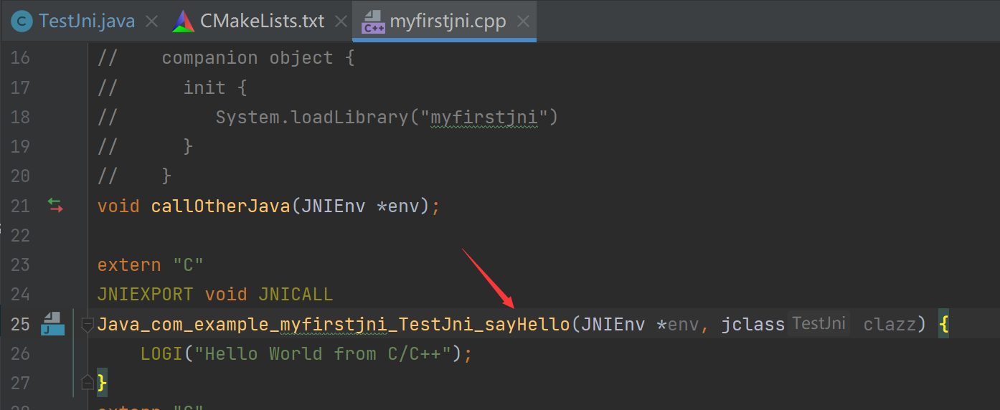 TestJni.java CMakeLists.txt C++ myfirstjni.cpp
16 // companion object {
17 // init {
18 // System.loadLibrary("myfirstjni")
19 // }
20 // }
21 void callOtherJava(JNIEnv *env);
22
23 extern "C"
24 JNIEXPORT void JNICALL
25 Java_com_example_myfirstjni_TestJni_sayHello(JNIEnv *env, jclass TestJni clazz) {
26 LOGI("Hello World from C/C++");
27 }
28 extern "C"